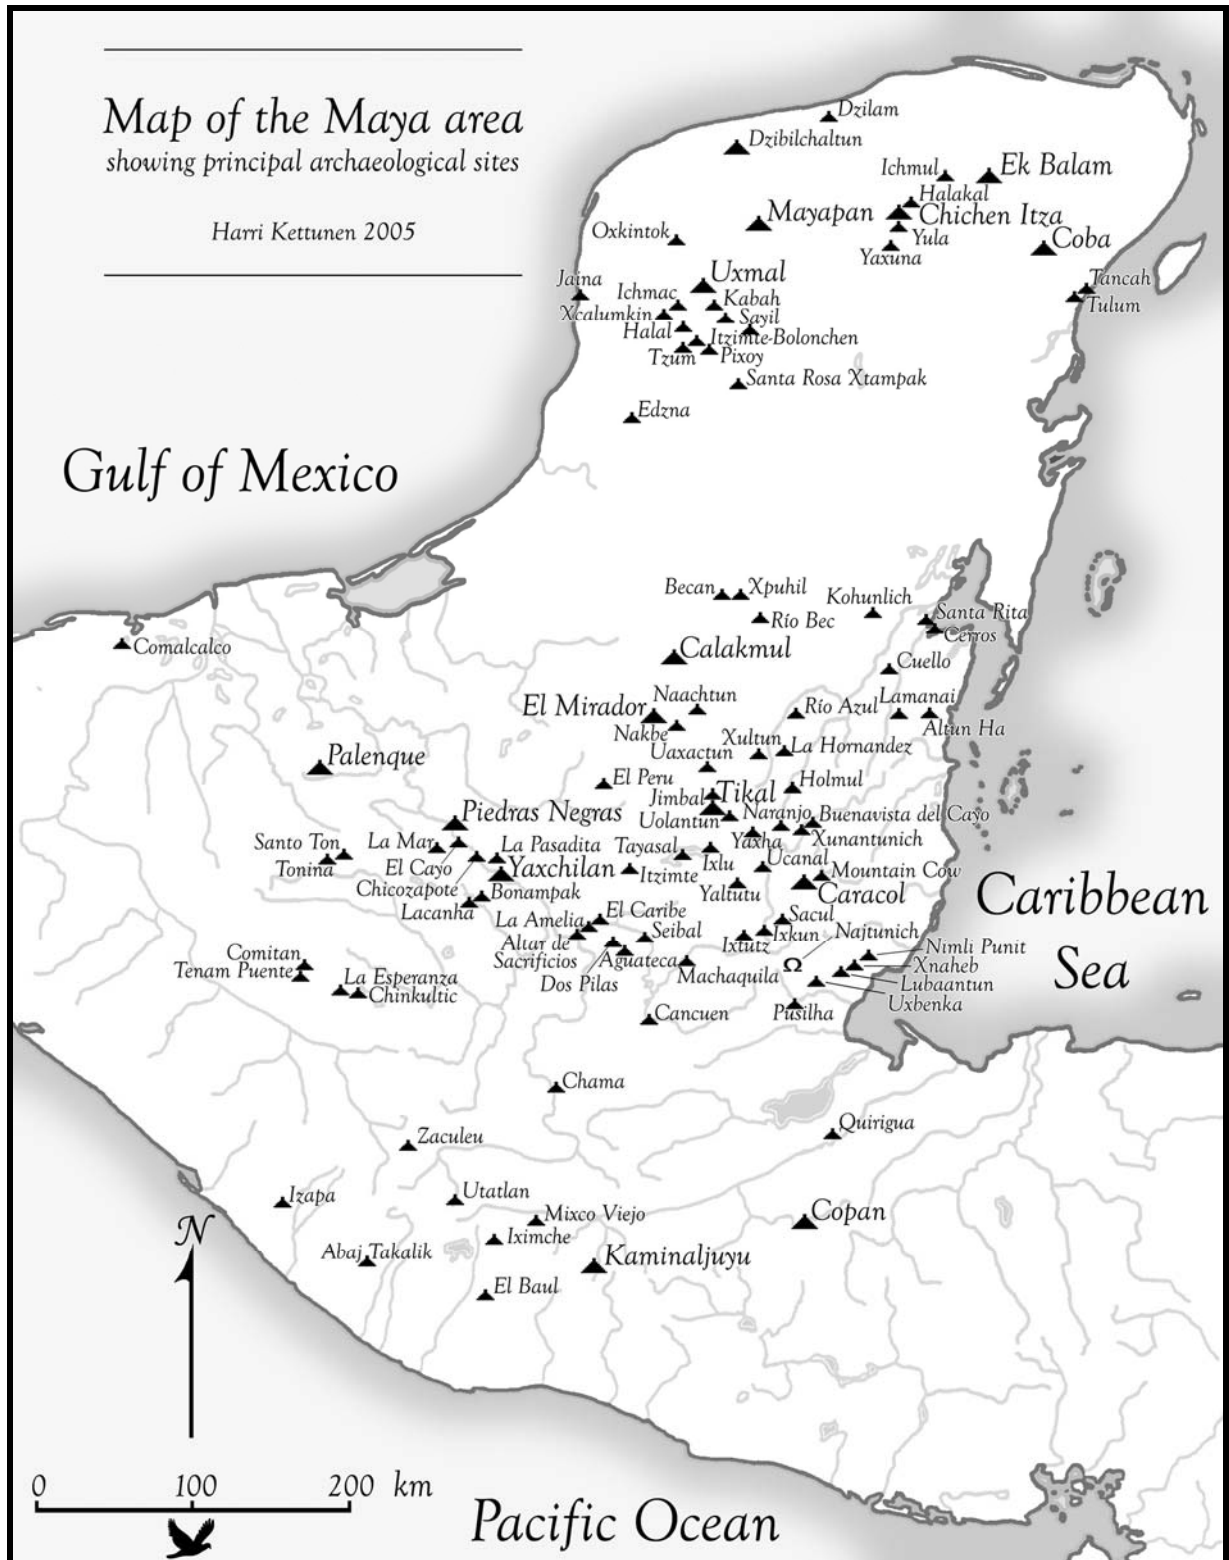 Map of the Maya area
showing principal archaeological sites
Harri Kettunen 2005
Dzilam
Dzibilchaltun
Ichmul
Ek Balam
Halakal
Mayapan
Chichen Itza
Oxkintok
Yula
Coba
Yaxuna
Uxmal
Jaina
Tancah
Ichmac
Kabah
Tulum
Xcalumkin
Sayil
Halal
Itzimte-Bolonchen
Tzum
Pixoy
Santa Rosa Xtampak
Edzna
Gulf of Mexico
Becan
Xpuhil
Kohunlich
Río Bec
Santa Rita
Cerros
Comalcalco
Calakmul
Cuello
Naachtun
El Mirador
Río Azul
Lamanai
Nakbe
Altun Ha
Xultun
La Hornandez
Uaxactun
Palenque
El Peru
Holmul
Jimbal
Tikal
Piedras Negras
Uolantun
Naranjo
Buenavista del Cayo
Santo Ton
La Mar
La Pasadita
Tayasal
Yaxha
Xunantunich
Tonina
El Cayo
Yaxchilan
Itzimte
Ixlu
Ucanal
Mountain Cow
Chicozapote
Bonampak
Yaltutu
Caracol
Caribbean
Sea
Lacanha
La Amelia
El Caribe
Sacul
Altar de
Sacrificios
Seibal
Ixtutz
Ixkun
Najtunich
Comitan
Aguateca
Nimli Punit
Tenam Puente
Dos Pilas
Machaquila
Ω
Xnaheb
La Esperanza
Lubaantun
Chinkultic
Uxbenka
Cancuen
Pusilha
Chama
Quirigua
Zaculeu
Izapa
Utatlan
Mixco Viejo
Copan
N
Iximche
Abaj Takalik
Kaminaljuyu
El Baul
0 100 200 km
Pacific Ocean